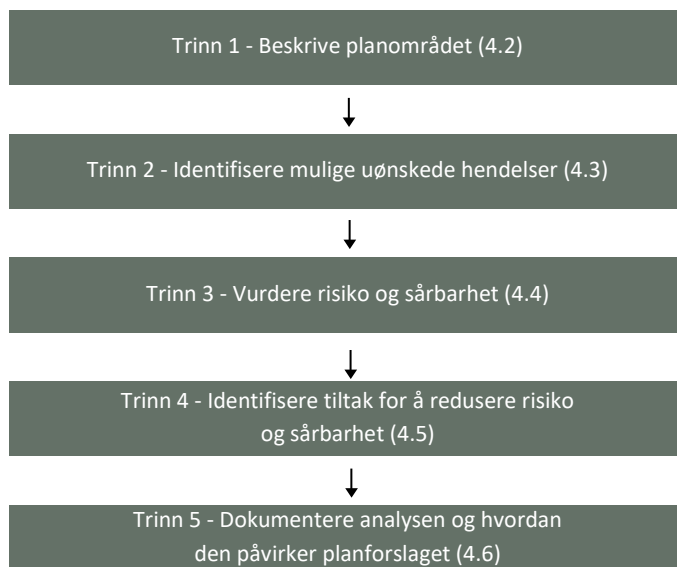 Trinn 1 - Beskrive planområdet (4.2)
Trinn 2 - Identifisere mulige uønskede hendelser (4.3)
Trinn 3 - Vurdere risiko og sårbarhet (4.4)
Trinn 4 - Identifisere tiltak for å redusere risiko
og sårbarhet (4.5)
Trinn 5 - Dokumentere analysen og hvordan
den påvirker planforslaget (4.6)